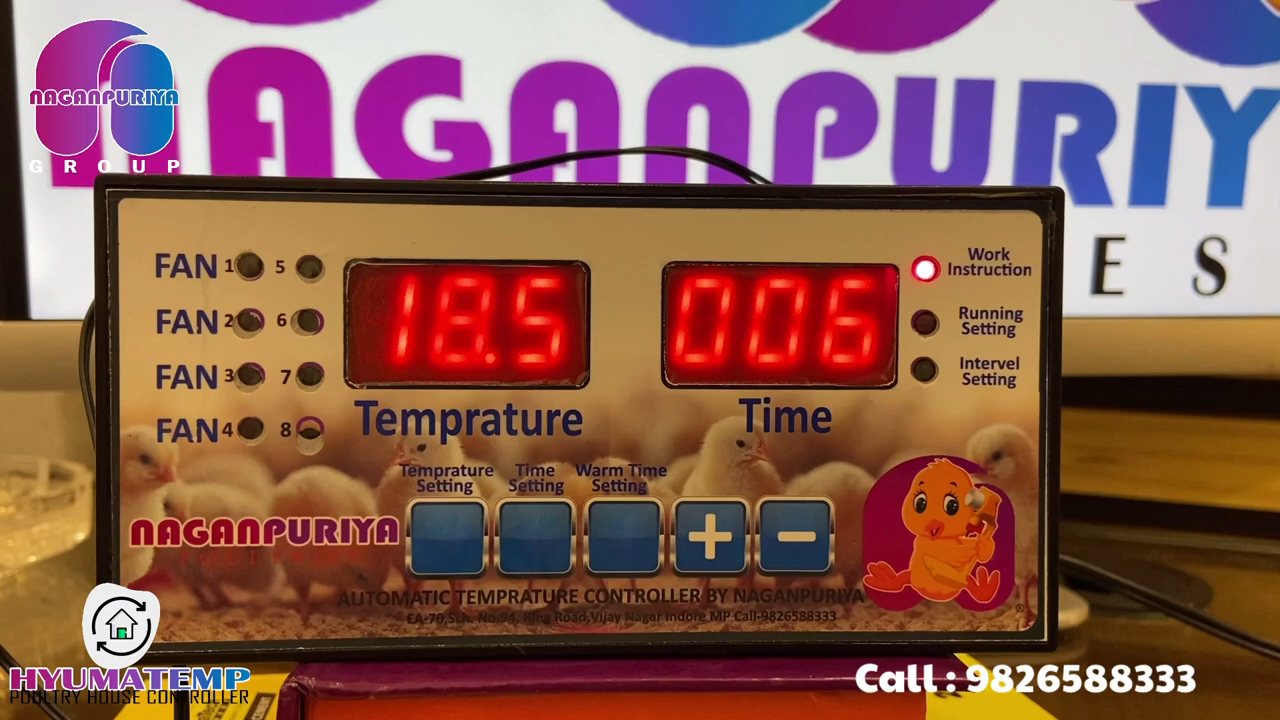 NAGANPURIYA
GROUP
NAGANPURIY
E S
FAN 1 5
FAN 2 6
FAN 3 7
FAN 4 8
18.5
Temprature
006
Time
Work
Instruction
Running
Setting
Intervel
Setting
Temprature
Setting
Time
Setting
Warm Time
Setting
+ -
NAGANPURIYA
AUTOMATIC TEMPRATURE CONTROLLER BY NAGANPURIYA
EA-70,Sch. No.94, Ring Road,Vijay Nagar Indore MP Call-9826588333
HYUMATEMP
POULTRY HOUSE CONTROLLER
Call : 9826588333